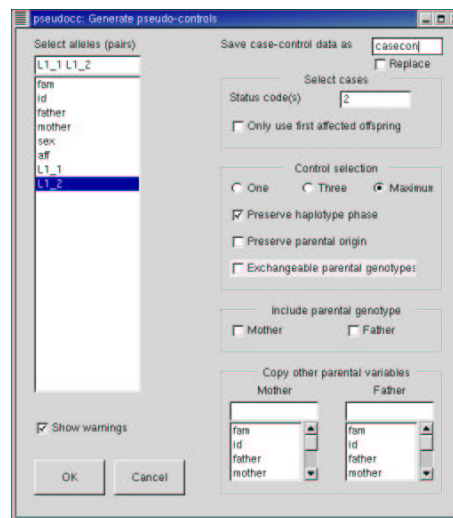 pseudocc: Generate pseudo-controls
Select alleles (pairs)
L1_1 L1_2
fam
id
father
mother
sex
aff
L1_1
L1_2
Show warnings
OK Cancel
Save case-control data as casecon
Replace
Select cases
Status code(s) 2
Only use first affected offspring
Control selection
One Three Maximum
Preserve haplotype phase
Preserve parental origin
Exchangeable parental genotypes
Include parental genotype
Mother Father
Copy other parental variables
Mother Father
fam fam
id id
father father
mother mother